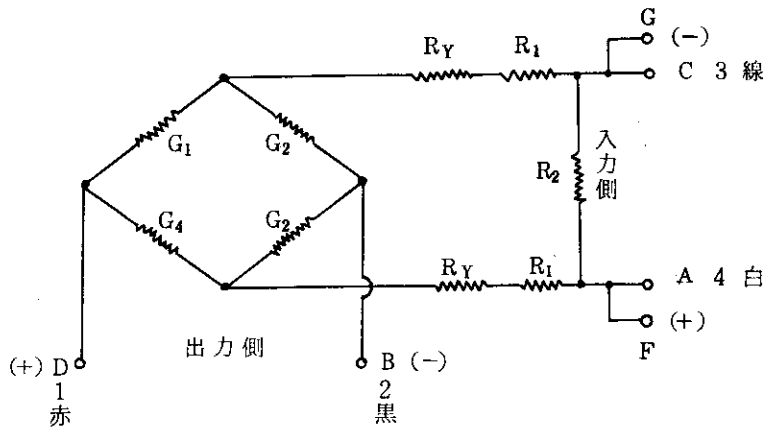 G
(−)
R_Y R_1
C 3 線
G_1 G_2
R_2
入力側
G_4 G_2
R_Y R_1
A 4 白
(+)
F
出力側
(+) D B (−)
1 2
赤 黒